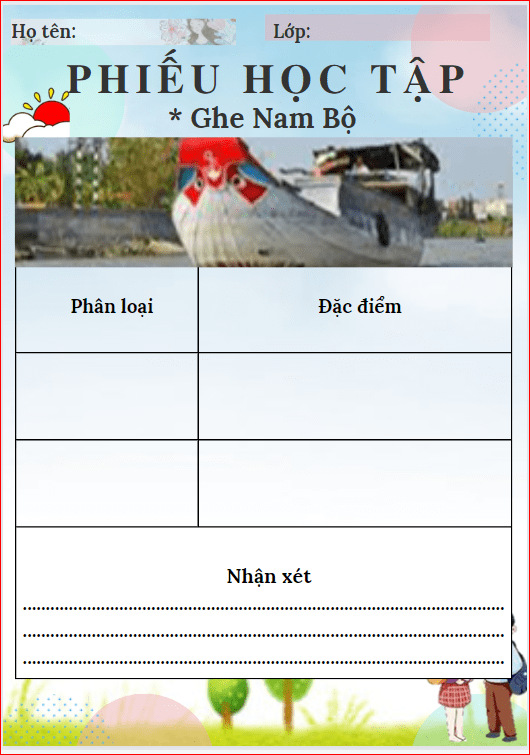 Họ tên: Lớp:
PHIẾU HỌC TẬP
* Ghe Nam Bộ
Phân loại Đặc điểm
Nhận xét